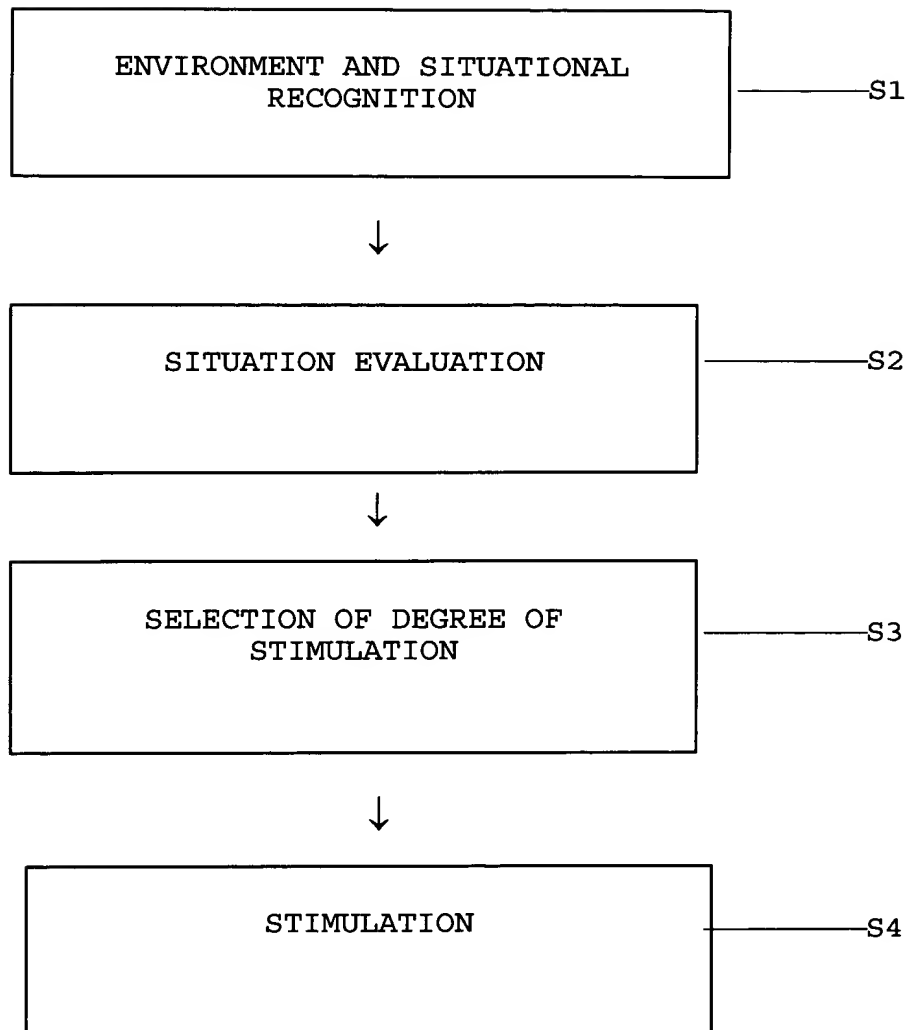 ENVIRONMENT AND SITUATIONAL
RECOGNITION
S1
↓
SITUATION EVALUATION
S2
↓
SELECTION OF DEGREE OF
STIMULATION
S3
↓
STIMULATION
S4